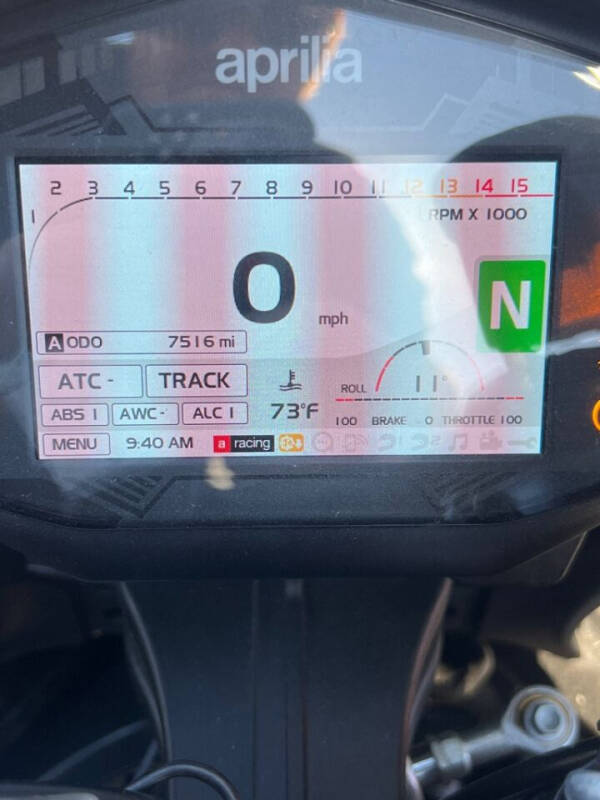 aprilia
1 2 3 4 5 6 7 8 9 10 11 12 13 14 15
RPM X 1000
0 mph
N
A ODO 7516 mi
ATC - TRACK
ROLL 11°
ABS 1 AWC - ALC 1 73°F
100 BRAKE - 0 THROTTLE 100
MENU 9:40 AM a racing